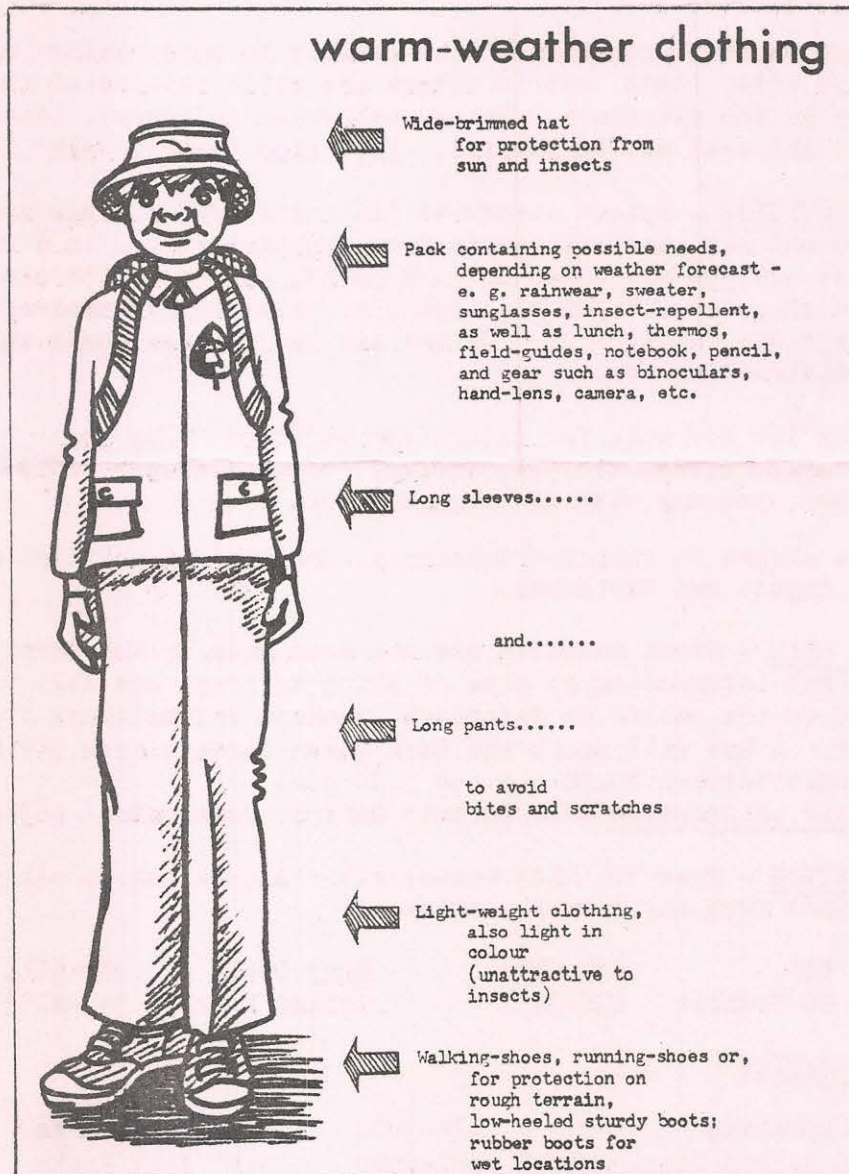 warm-weather clothing
Wide-brimmed hat
for protection from
sun and insects
Pack containing possible needs,
depending on weather forecast -
e. g. rainwear, sweater,
sunglasses, insect-repellent,
as well as lunch, thermos,
field-guides, notebook, pencil,
and gear such as binoculars,
hand-lens, camera, etc.
Long sleeves......
and.......
Long pants......
to avoid
bites and scratches
Light-weight clothing,
also light in
colour
(unattractive to
insects)
Walking-shoes, running-shoes or,
for protection on
rough terrain,
low-heeled sturdy boots;
rubber boots for
wet locations